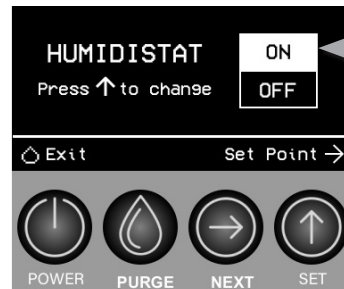 HUMIDISTAT
Press ↑ to change
ON
OFF
Exit
Set Point →
POWER
PURGE
NEXT
SET